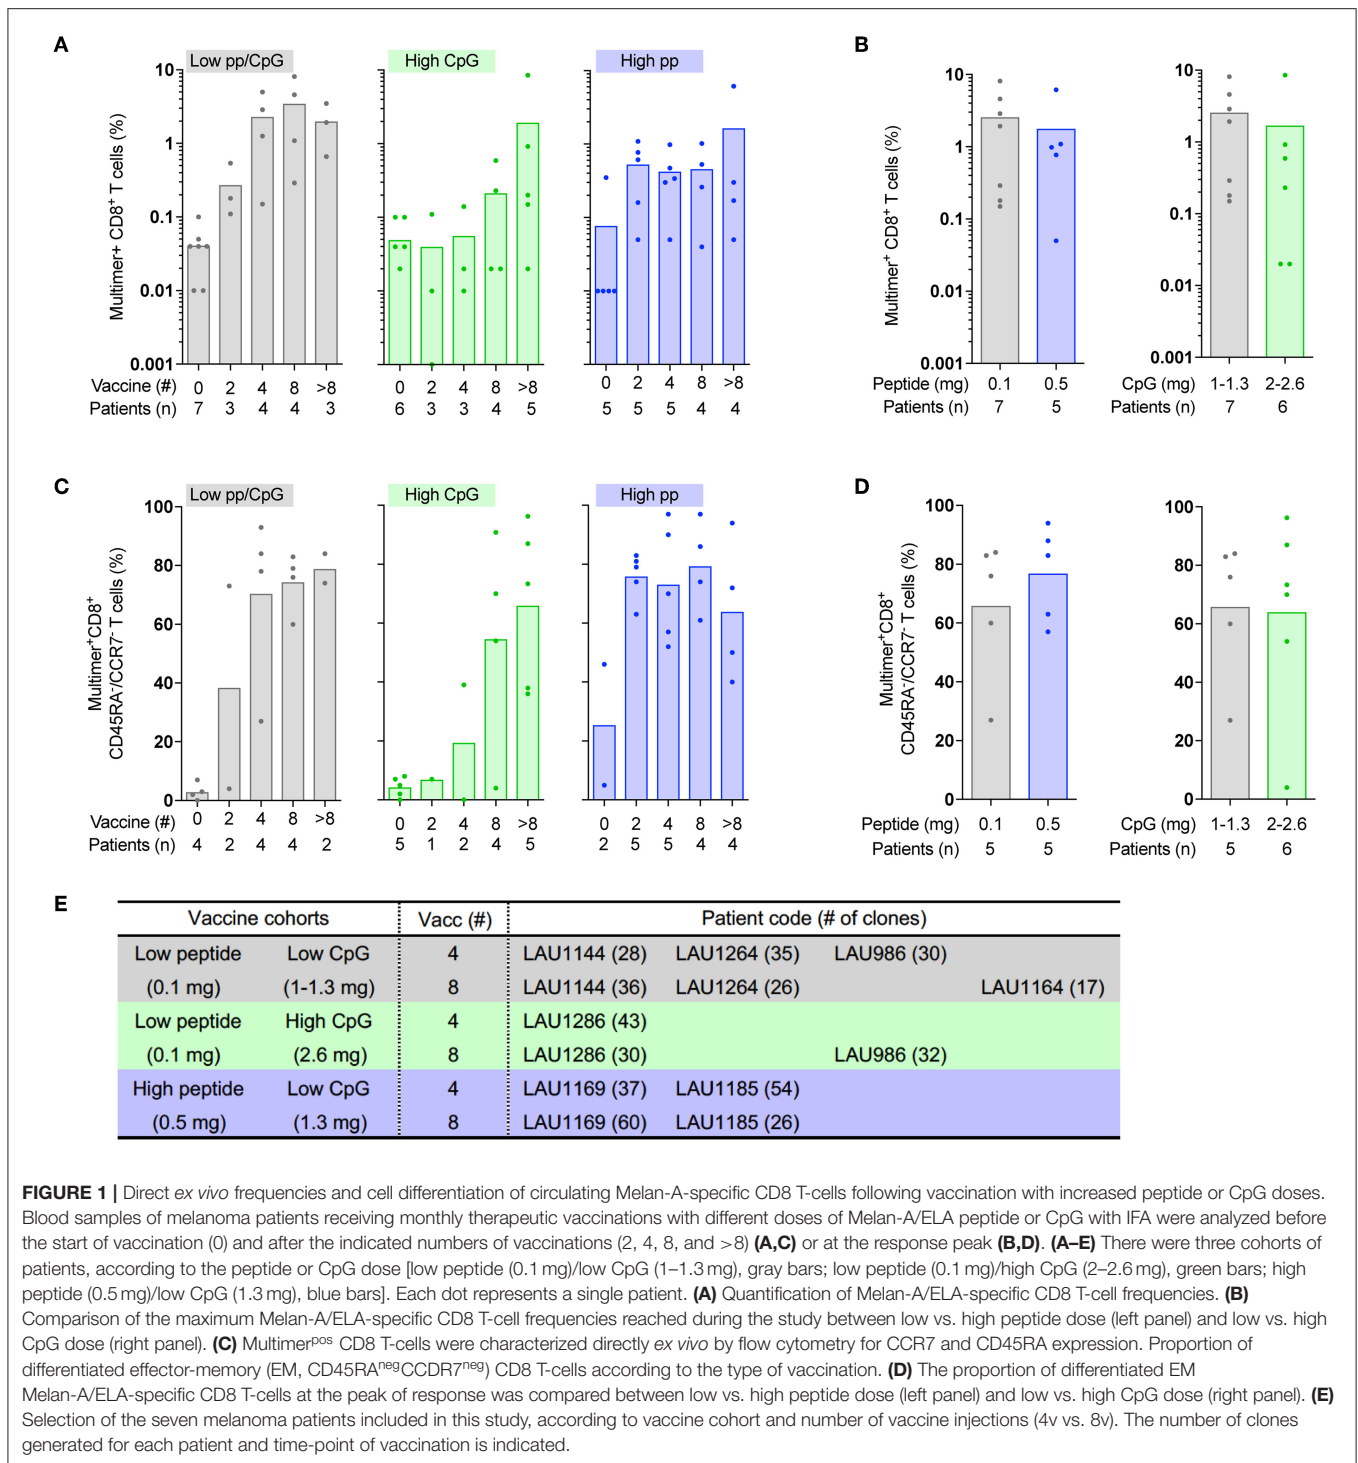 A
Low pp/CpG
High CpG
High pp
Multimer+ CD8⁺ T cells (%)
10
1
0.1
0.01
0.001
Vaccine (#) 0 2 4 8 >8 0 2 4 8 >8 0 2 4 8 >8
Patients (n) 7 3 4 4 3 6 3 3 4 5 5 5 5 4 4
B
Multimer⁺ CD8⁺ T cells (%)
10
1
0.1
0.01
0.001
Peptide (mg) 0.1 0.5
Patients (n) 7 5
10
1
0.1
0.01
0.001
CpG (mg) 1-1.3 2-2.6
Patients (n) 7 6
C
Low pp/CpG
High CpG
High pp
Multimer⁺CD8⁺
CD45RA⁻/CCR7⁻ T cells (%)
100
80
60
40
20
0
Vaccine (#) 0 2 4 8 >8 0 2 4 8 >8 0 2 4 8 >8
Patients (n) 4 2 4 4 2 5 1 2 5 5 2 5 5 4 4
D
Multimer⁺CD8⁺
CD45RA⁻/CCR7⁻ T cells (%)
100
80
60
40
20
0
Peptide (mg) 0.1 0.5
Patients (n) 5 5
100
80
60
40
20
0
CpG (mg) 1-1.3 2-2.6
Patients (n) 5 6
E
Vaccine cohorts Vacc (#) Patient code (# of clones)
Low peptide Low CpG 4 LAU1144 (28) LAU1264 (35) LAU986 (30)
(0.1 mg) (1-1.3 mg) 8 LAU1144 (36) LAU1264 (26) LAU1164 (17)
Low peptide High CpG 4 LAU1286 (43)
(0.1 mg) (2.6 mg) 8 LAU1286 (30) LAU986 (32)
High peptide Low CpG 4 LAU1169 (37) LAU1185 (54)
(0.5 mg) (1.3 mg) 8 LAU1169 (60) LAU1185 (26)
FIGURE 1 | Direct ex vivo frequencies and cell differentiation of circulating Melan-A-specific CD8 T-cells following vaccination with increased peptide or CpG doses.
Blood samples of melanoma patients receiving monthly therapeutic vaccinations with different doses of Melan-A/ELA peptide or CpG with IFA were analyzed before
the start of vaccination (0) and after the indicated numbers of vaccinations (2, 4, 8, and >8) (A,C) or at the response peak (B,D). (A–E) There were three cohorts of
patients, according to the peptide or CpG dose [low peptide (0.1 mg)/low CpG (1–1.3 mg), gray bars; low peptide (0.1 mg)/high CpG (2–2.6 mg), green bars; high
peptide (0.5 mg)/low CpG (1.3 mg), blue bars]. Each dot represents a single patient. (A) Quantification of Melan-A/ELA-specific CD8 T-cell frequencies. (B)
Comparison of the maximum Melan-A/ELA-specific CD8 T-cell frequencies reached during the study between low vs. high peptide dose (left panel) and low vs. high
CpG dose (right panel). (C) Multimerᵖᵒˢ CD8 T-cells were characterized directly ex vivo by flow cytometry for CCR7 and CD45RA expression. Proportion of
differentiated effector-memory (EM, CD45RAⁿᵉᵍCCDR7ⁿᵉᵍ) CD8 T-cells according to the type of vaccination. (D) The proportion of differentiated EM
Melan-A/ELA-specific CD8 T-cells at the peak of response was compared between low vs. high peptide dose (left panel) and low vs. high CpG dose (right panel). (E)
Selection of the seven melanoma patients included in this study, according to vaccine cohort and number of vaccine injections (4v vs. 8v). The number of clones
generated for each patient and time-point of vaccination is indicated.